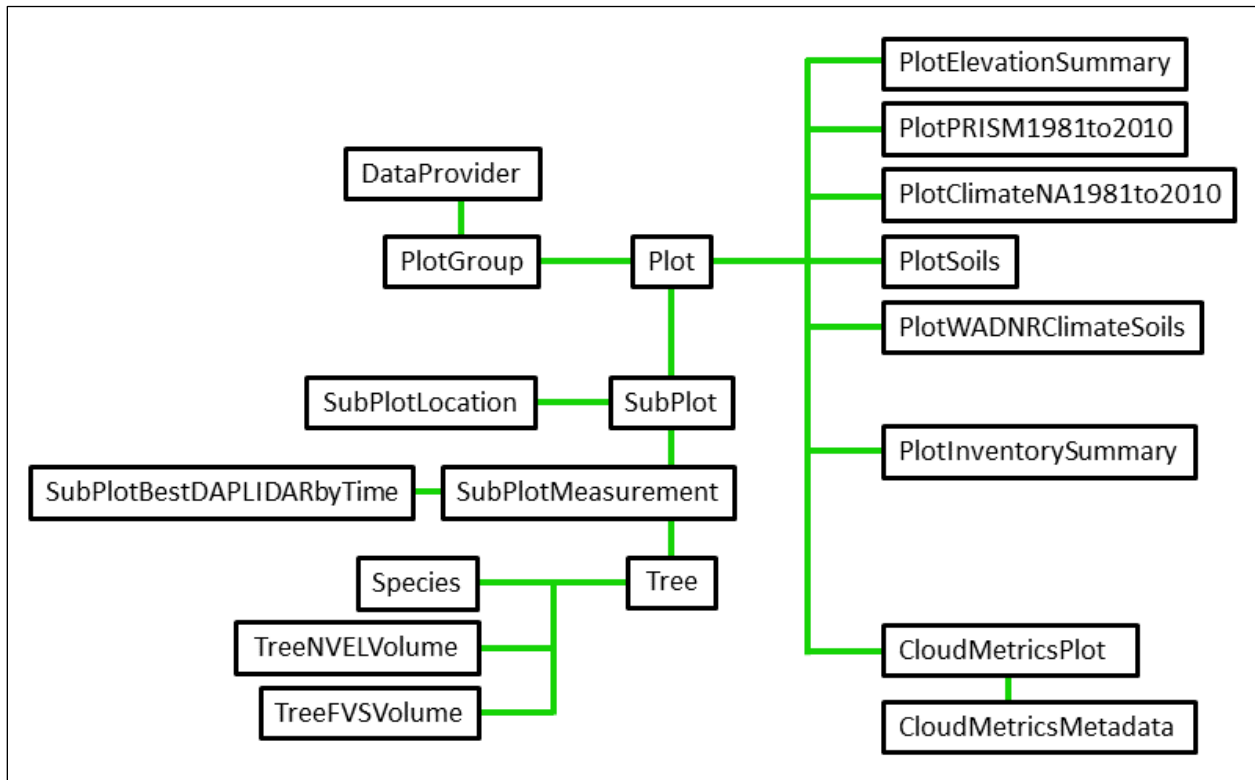 PlotElevationSummary
PlotPRISM1981to2010
DataProvider
PlotClimateNA1981to2010
PlotGroup
Plot
PlotSoils
PlotWADNRClimateSoils
SubPlotLocation
SubPlot
PlotInventorySummary
SubPlotBestDAPLIDARbyTime
SubPlotMeasurement
Species
Tree
TreeNVELVolume
CloudMetricsPlot
TreeFVSVolume
CloudMetricsMetadata